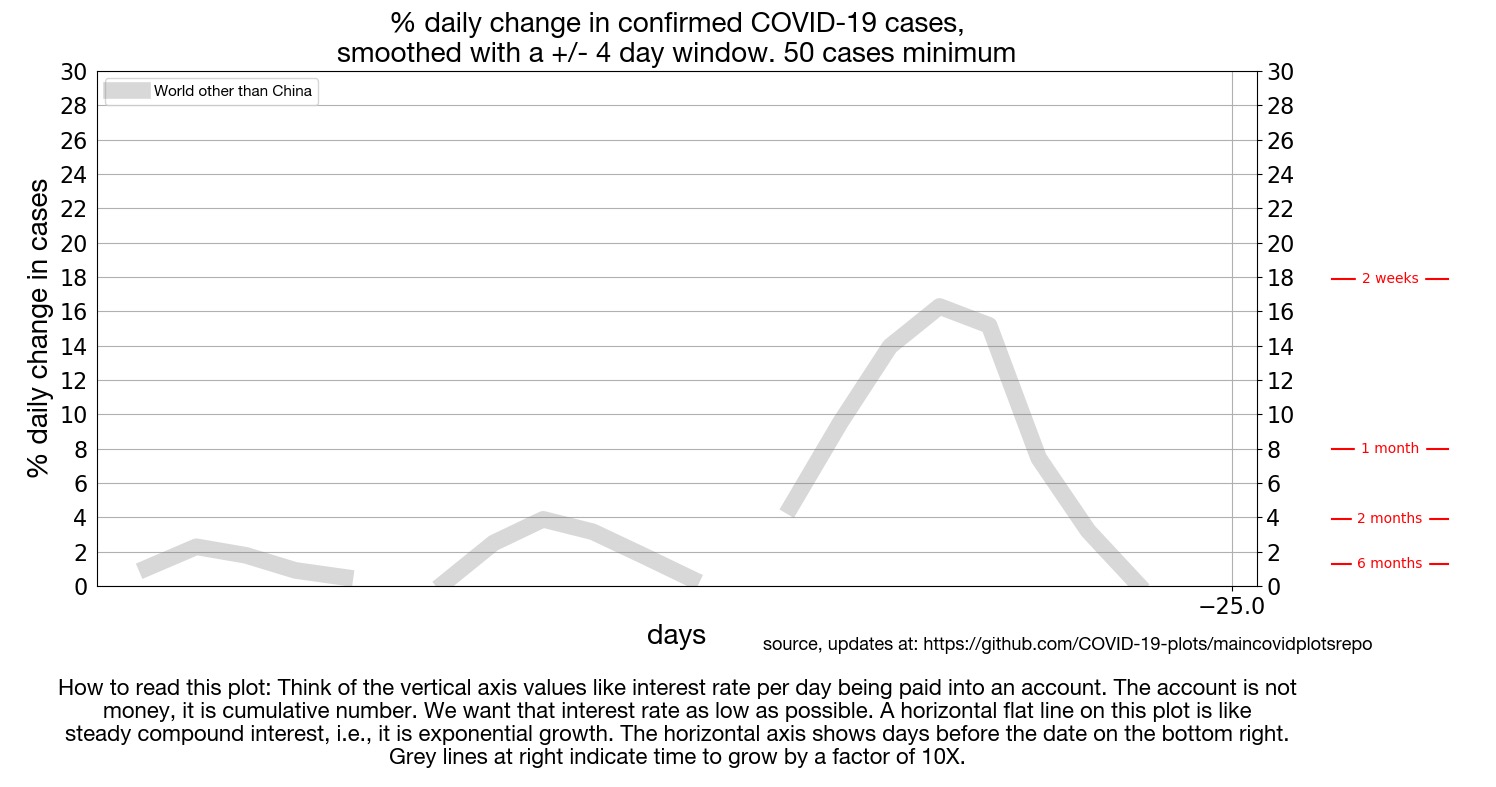 % daily change in confirmed COVID-19 cases,
smoothed with a +/- 4 day window. 50 cases minimum
World other than China
% daily change in cases
30
28
26
24
22
20
18
16
14
12
10
8
6
4
2
0
30
28
26
24
22
20
18
16
14
12
10
8
6
4
2
0
2 weeks
1 month
2 months
6 months
−25.0
days
source, updates at: https://github.com/COVID-19-plots/maincovidplotsrepo
How to read this plot: Think of the vertical axis values like interest rate per day being paid into an account. The account is not
money, it is cumulative number. We want that interest rate as low as possible. A horizontal flat line on this plot is like
steady compound interest, i.e., it is exponential growth. The horizontal axis shows days before the date on the bottom right.
Grey lines at right indicate time to grow by a factor of 10X.